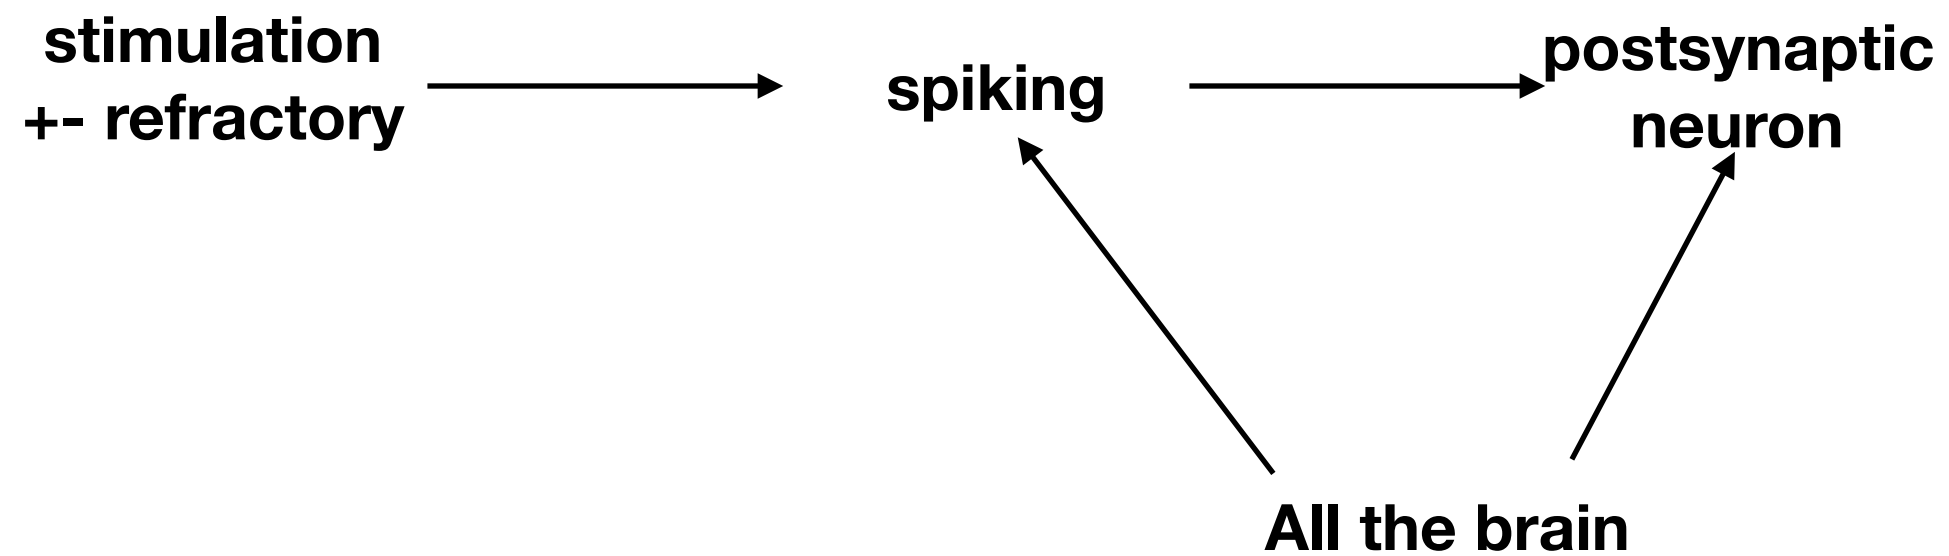 stimulation
+- refractory
spiking
postsynaptic
neuron
All the brain